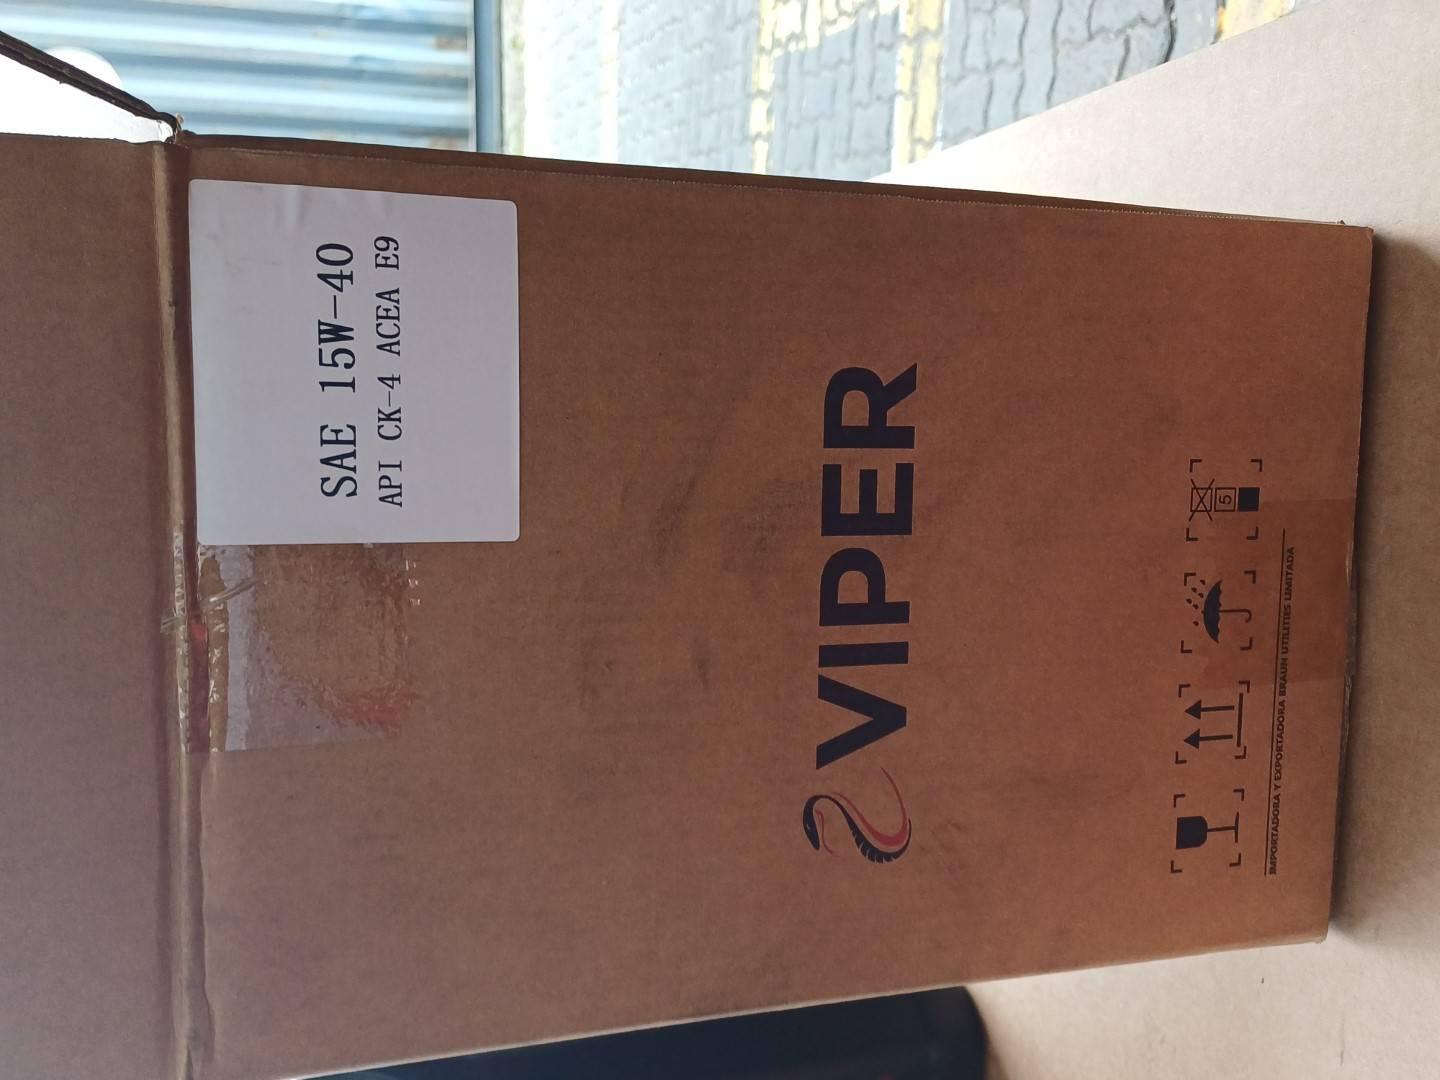 SAE 15W-40
API CK-4 ACEA E9
VIPER
5
IMPORTADORA Y EXPORTADORA BRAUN UTILITIES LIMITADA